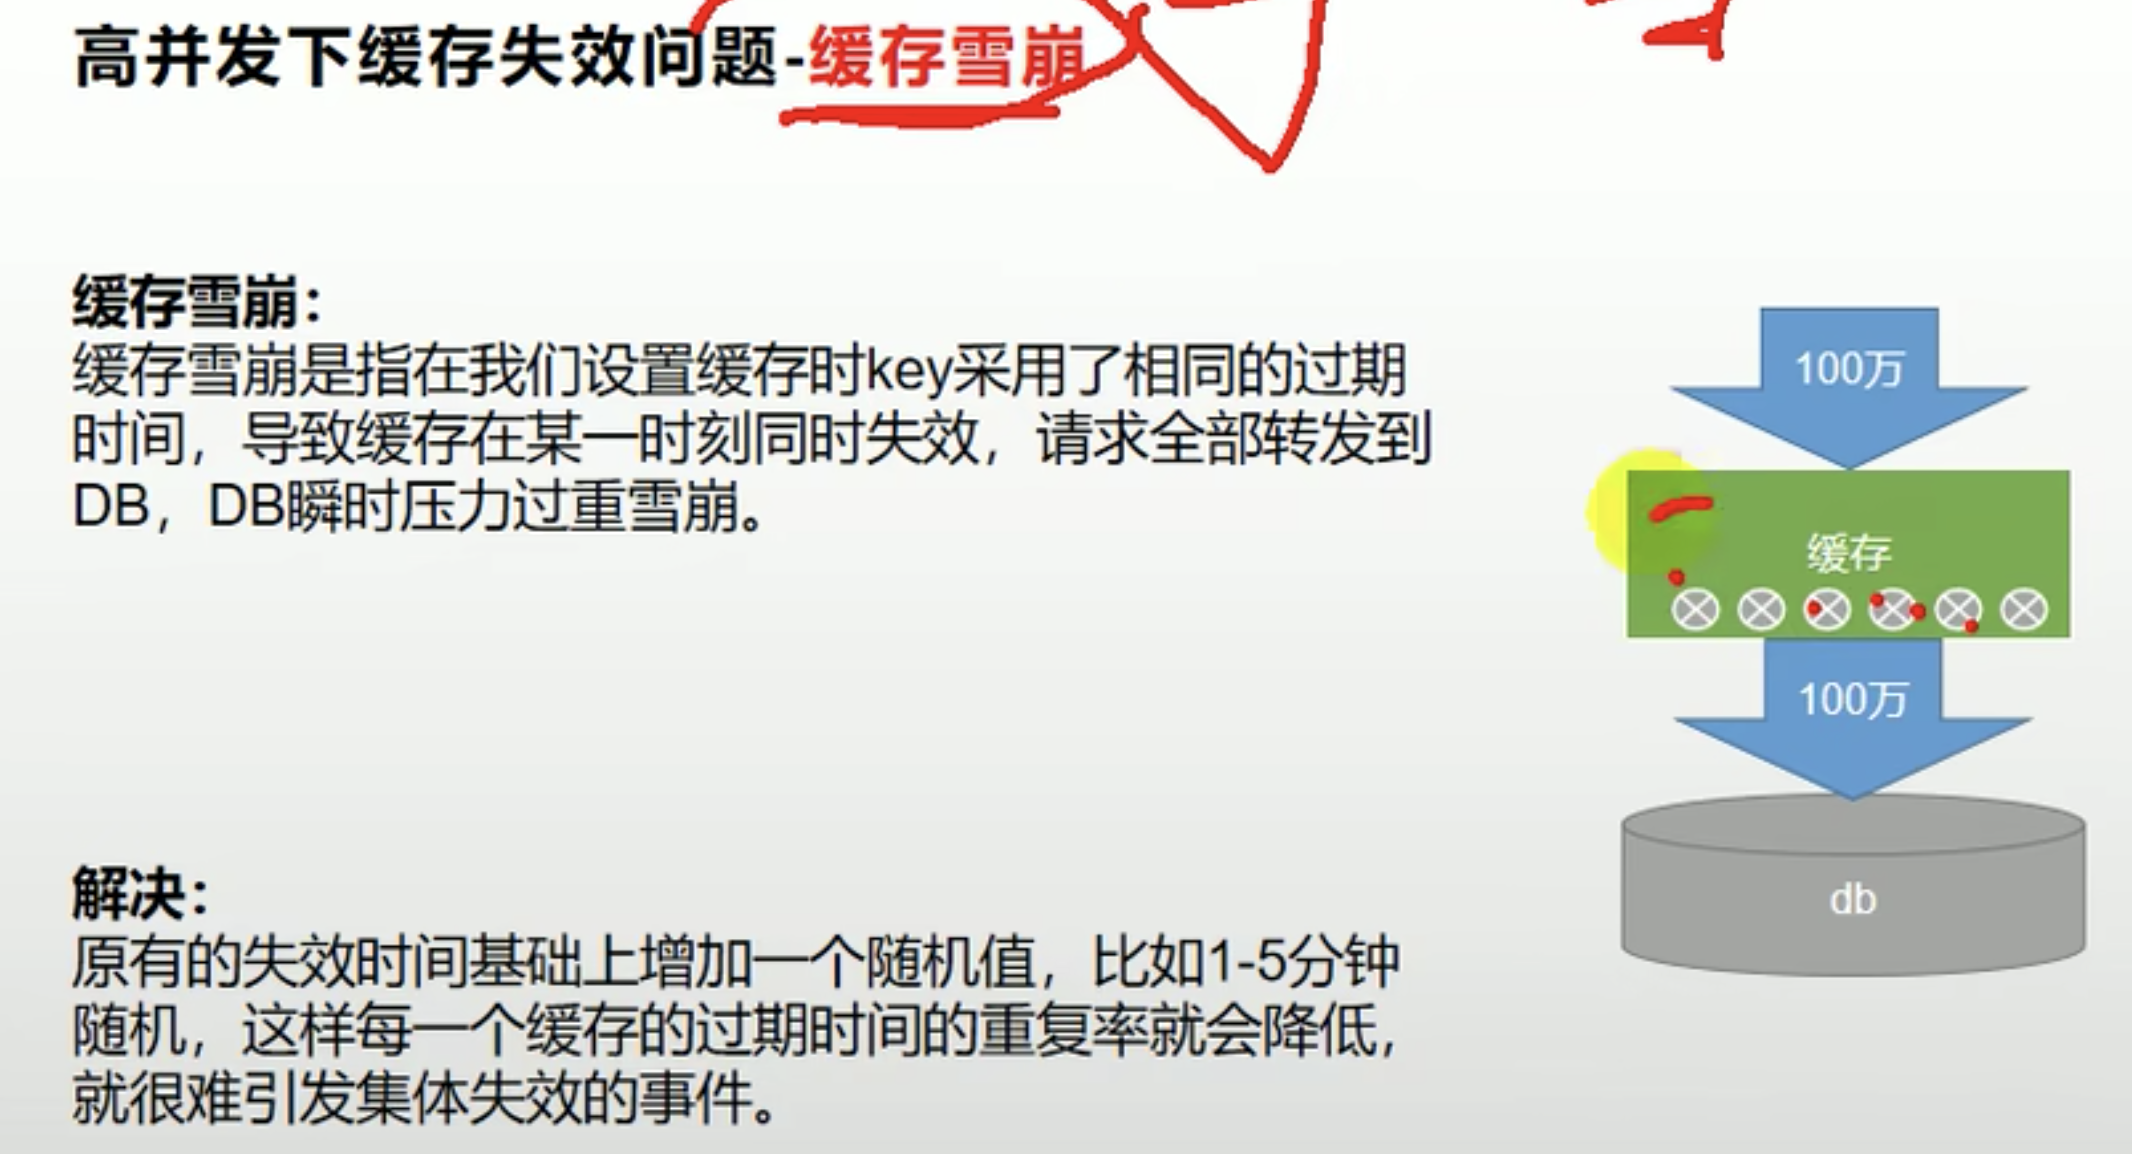 高并发下缓存失效问题-缓存雪崩
缓存雪崩：
缓存雪崩是指在我们设置缓存时key采用了相同的过期
时间，导致缓存在某一时刻同时失效，请求全部转发到
DB，DB瞬时压力过重雪崩。
100万
缓存
100万
db
解决：
原有的失效时间基础上增加一个随机值，比如1-5分钟
随机，这样每一个缓存的过期时间的重复率就会降低，
就很难引发集体失效的事件。